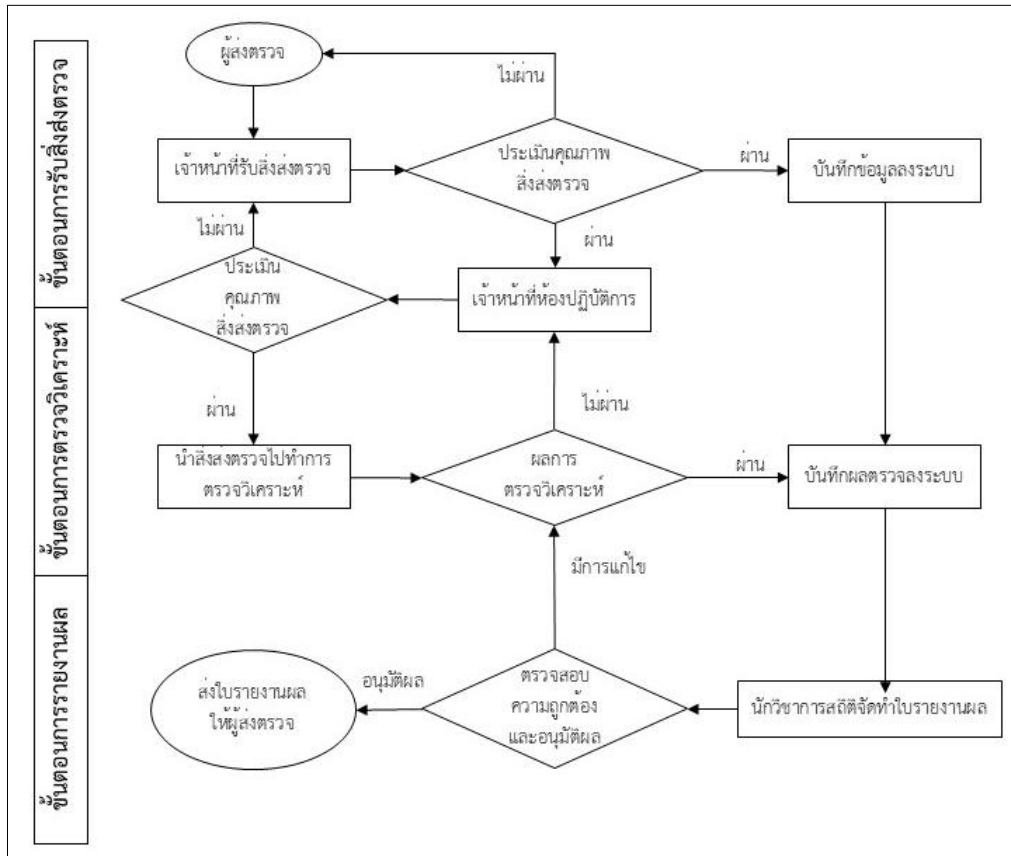 ขั้นตอนการรับสิ่งส่งตรวจ
ผู้ส่งตรวจ
ไม่ผ่าน
เจ้าหน้าที่รับสิ่งส่งตรวจ
ประเมินคุณภาพ
สิ่งส่งตรวจ
ผ่าน
บันทึกข้อมูลลงระบบ
ไม่ผ่าน
ผ่าน
ประเมิน
คุณภาพ
สิ่งส่งตรวจ
เจ้าหน้าที่ห้องปฏิบัติการ
ขั้นตอนการตรวจวิเคราะห์
ผ่าน
ไม่ผ่าน
นำสิ่งส่งตรวจไปทำการ
ตรวจวิเคราะห์
ผลการ
ตรวจวิเคราะห์
ผ่าน
บันทึกผลตรวจลงระบบ
มีการแก้ไข
ขั้นตอนการรายงานผล
ส่งใบรายงานผล
ให้ผู้ส่งตรวจ
อนุมัติผล
ตรวจสอบ
ความถูกต้อง
และอนุมัติผล
นักวิชาการสถิติจัดทำใบรายงานผล